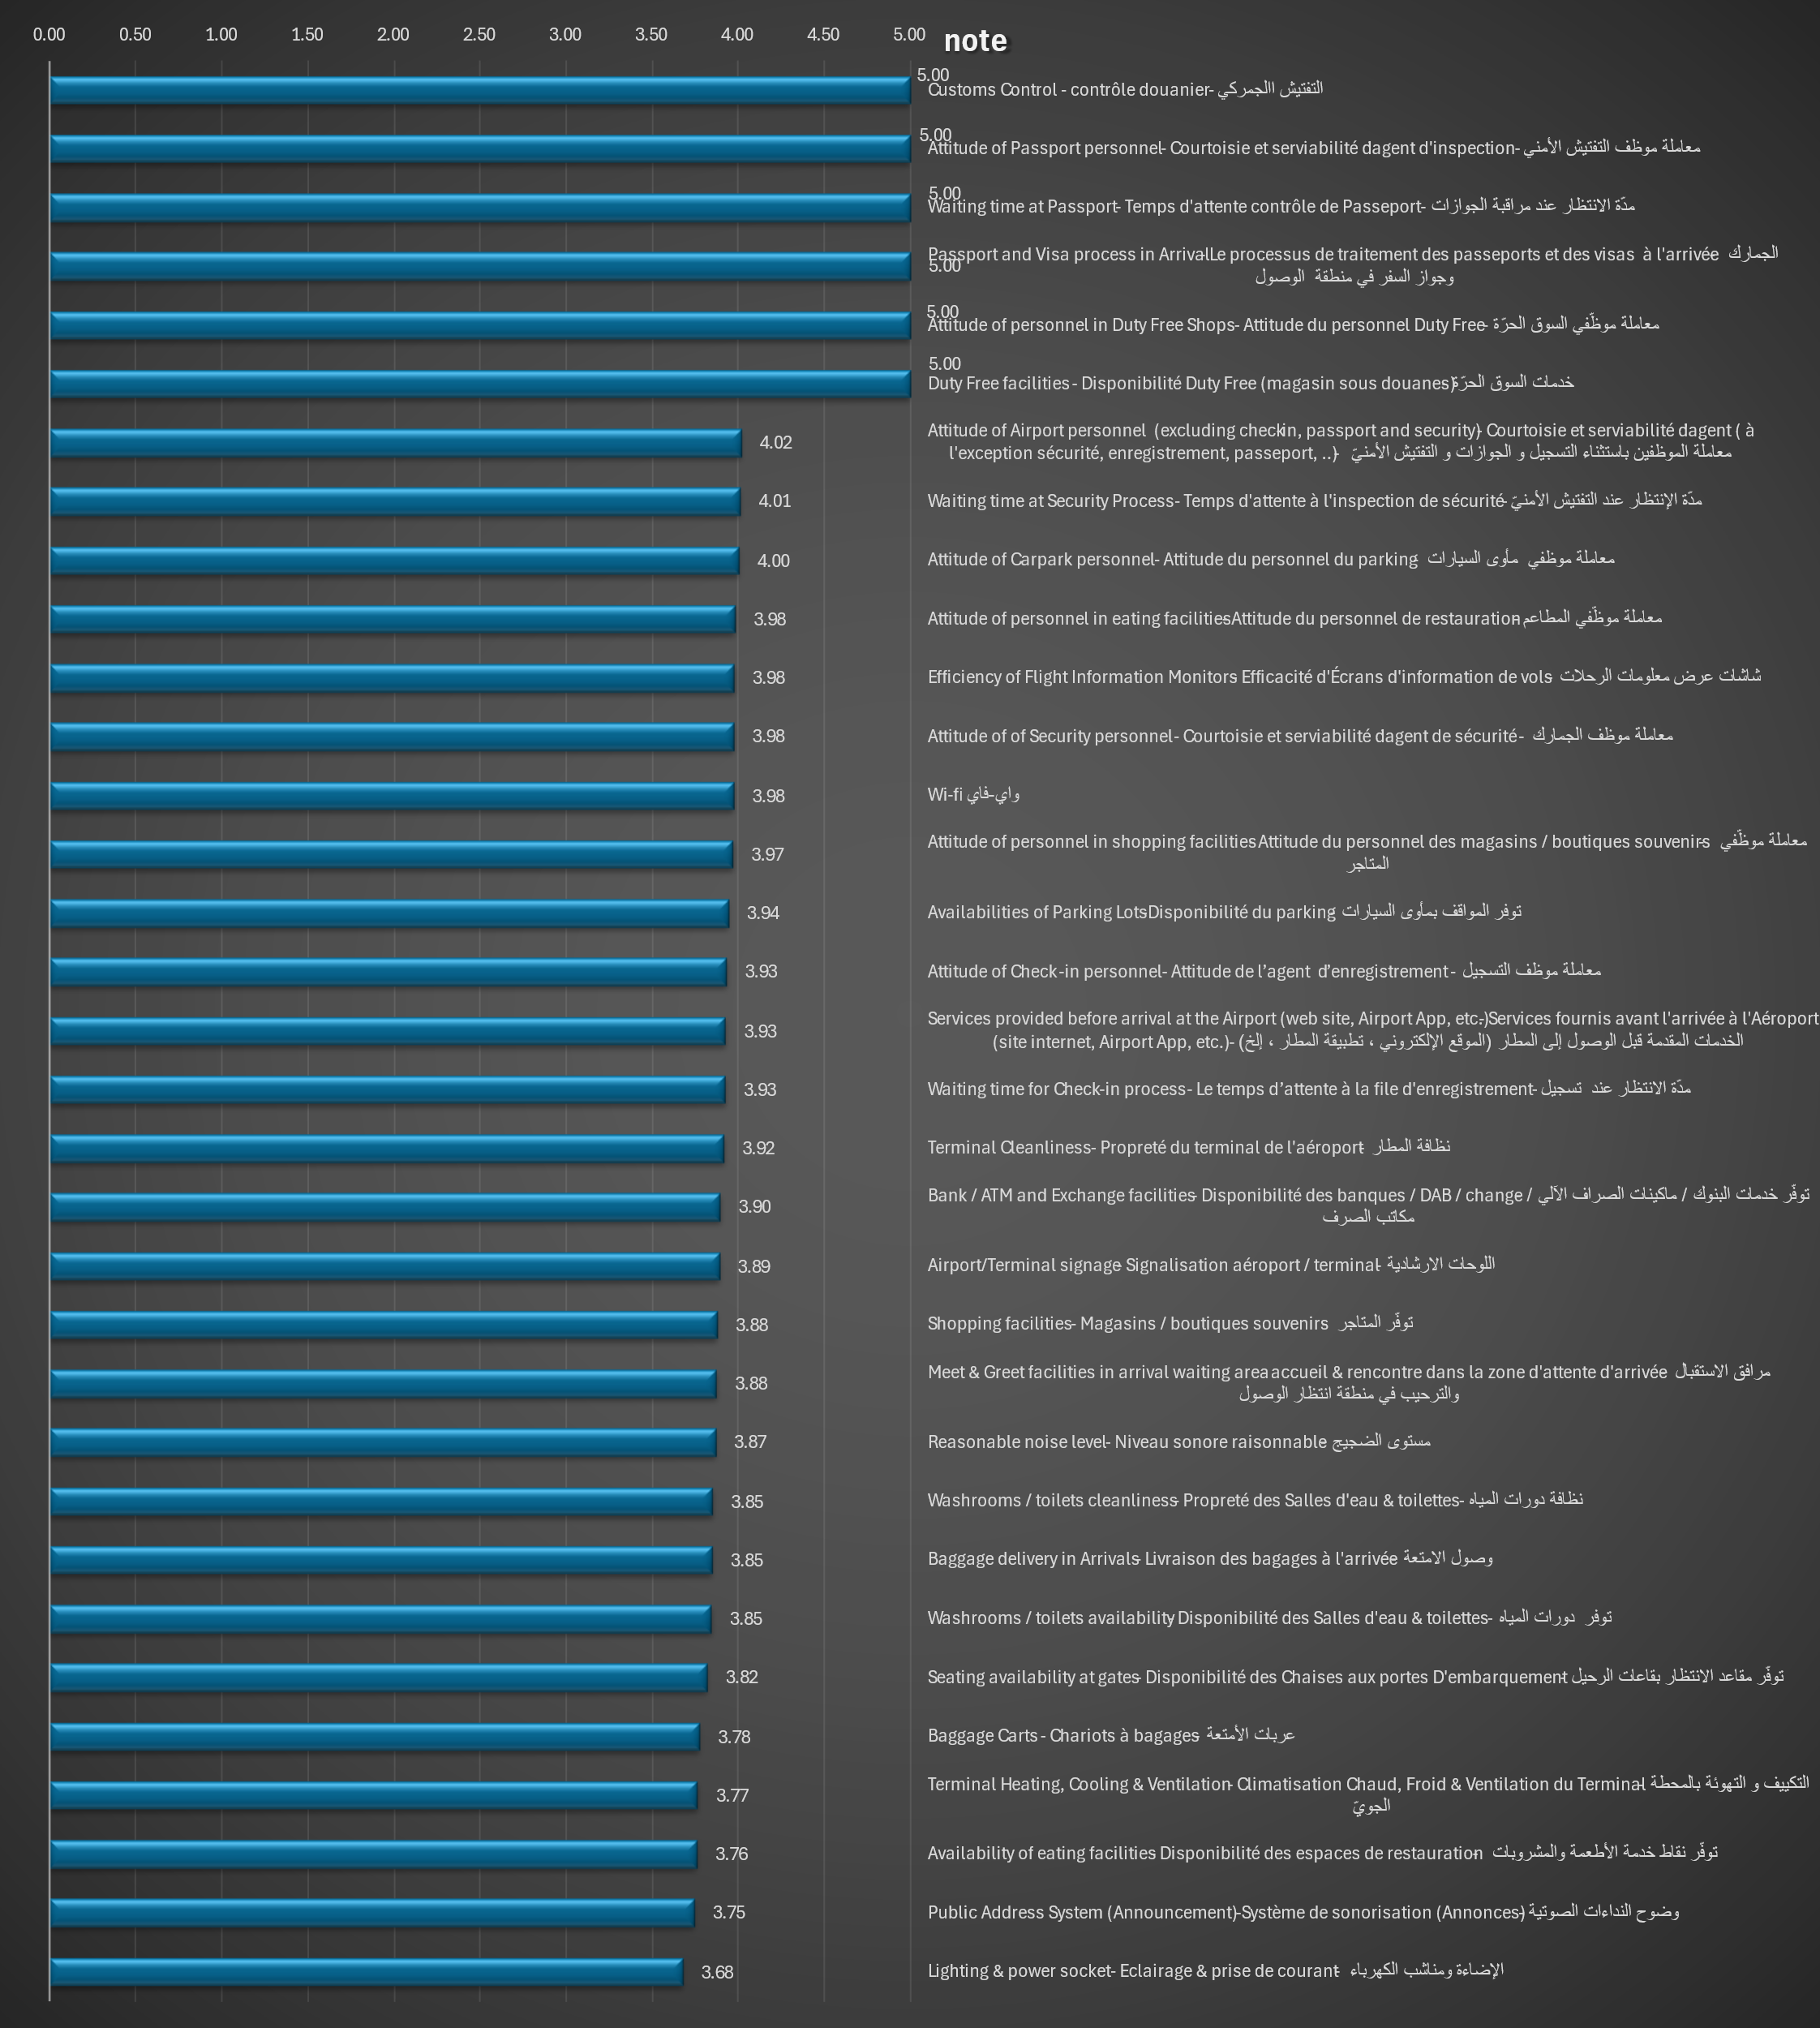 0.00 0.50 1.00 1.50 2.00 2.50 3.00 3.50 4.00 4.50 5.00 note
5.00 Customs Control - contrôle douanier- التفتيش االجمركي
5.00 Attitude of Passport personnel- Courtoisie et serviabilité dagent d'inspection- معاملة موظف التفتيش الأمني
5.00 Waiting time at Passport- Temps d'attente contrôle de Passeport- مدّة الانتظار عند مراقبة الجوازات
5.00 Passport and Visa process in Arrival-Le processus de traitement des passeports et des visas à l'arrivée- الجمارك
وجواز السفر في منطقة الوصول
5.00 Attitude of personnel in Duty Free Shops- Attitude du personnel Duty Free- معاملة موظّفي السوق الحرّة
5.00 Duty Free facilities - Disponibilité Duty Free (magasin sous douanes)خدمات السوق الحرّة
4.02 Attitude of Airport personnel (excluding checkin, passport and security)- Courtoisie et serviabilité dagent ( à
l'exception sécurité, enregistrement, passeport, ..)- معاملة الموظفين باستثناء التسجيل و الجوازات و التفتيش الأمنيّ
4.01 Waiting time at Security Process- Temps d'attente à l'inspection de sécurité- مدّة الإنتظار عند التفتيش الأمنيّ
4.00 Attitude of Carpark personnel- Attitude du personnel du parking- معاملة موظفي مأوى السيارات
3.98 Attitude of personnel in eating facilities-Attitude du personnel de restauration- معاملة موظّفي المطاعم
3.98 Efficiency of Flight Information Monitors- Efficacité d'Écrans d'information de vols- شاشات عرض معلومات الرحلات
3.98 Attitude of of Security personnel- Courtoisie et serviabilité dagent de sécurité- معاملة موظف الجمارك
3.98 Wi-fi واي-فاي
3.97 Attitude of personnel in shopping facilities-Attitude du personnel des magasins / boutiques souvenirs- معاملة موظّفي
المتاجر
3.94 Availabilities of Parking Lots-Disponibilité du parking- توفر المواقف بمأوى السيارات
3.93 Attitude of Check-in personnel- Attitude de l’agent d’enregistrement- معاملة موظف التسجيل
3.93 Services provided before arrival at the Airport (web site, Airport App, etc.)-Services fournis avant l'arrivée à l'Aéroport
(site internet, Airport App, etc.)- الخدمات المقدمة قبل الوصول إلى المطار (الموقع الإلكتروني ، تطبيقة المطار ، إلخ)
3.93 Waiting time for Check-in process- Le temps d’attente à la file d'enregistrement- مدّة الانتظار عند تسجيل
3.92 Terminal Cleanliness- Propreté du terminal de l'aéroport- نظافة المطار
3.90 Bank / ATM and Exchange facilities- Disponibilité des banques / DAB / change / توفّر خدمات البنوك / ماكينات الصراف الآلي
مكاتب الصرف
3.89 Airport/Terminal signage- Signalisation aéroport / terminal- اللوحات الارشادية
3.88 Shopping facilities- Magasins / boutiques souvenirs توفّر المتاجر
3.88 Meet & Greet facilities in arrival waiting area-accueil & rencontre dans la zone d'attente d'arrivée- مرافق الاستقبال
والترحيب في منطقة انتظار الوصول
3.87 Reasonable noise level- Niveau sonore raisonnable مستوى الضجيج
3.85 Washrooms / toilets cleanliness- Propreté des Salles d'eau & toilettes- نظافة دورات المياه
3.85 Baggage delivery in Arrivals- Livraison des bagages à l'arrivée- وصول الامتعة
3.85 Washrooms / toilets availability- Disponibilité des Salles d'eau & toilettes- توفر دورات المياه
3.82 Seating availability at gates- Disponibilité des Chaises aux portes D'embarquement- توفّر مقاعد الانتظار بقاعات الرحيل
3.78 Baggage Carts - Chariots à bagages- عربات الأمتعة
3.77 Terminal Heating, Cooling & Ventilation- Climatisation Chaud, Froid & Ventilation du Terminal- التكييف و التهوئة بالمحطة
الجويّ
3.76 Availability of eating facilities- Disponibilité des espaces de restauration- توفّر نقاط خدمة الأطعمة والمشروبات
3.75 Public Address System (Announcement)-Système de sonorisation (Annonces)- وضوح النداءات الصوتية
3.68 Lighting & power socket- Eclairage & prise de courant- الإضاءة ومناشب الكهرباء